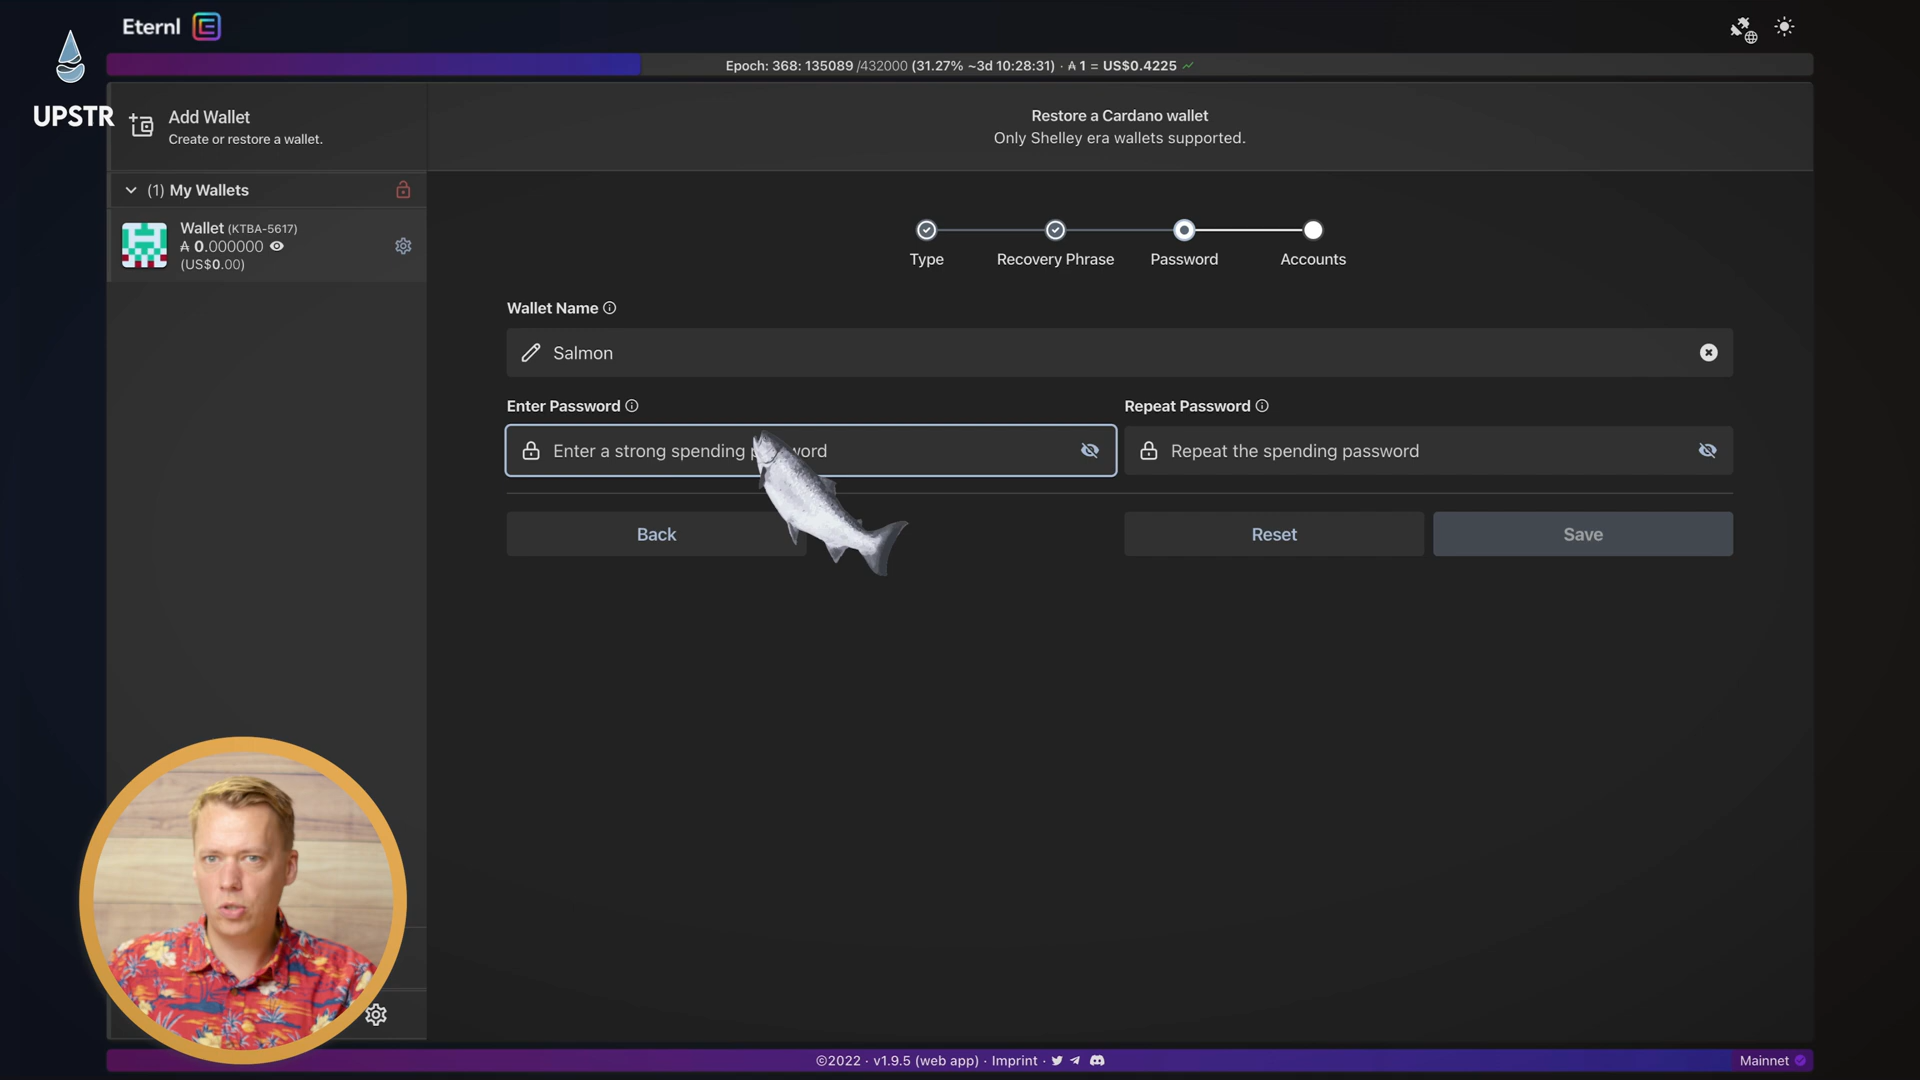 Eternl
UPSTR
Epoch: 368: 135089 /432000 (31.27% ~3d 10:28:31) · ₳ 1 = US$0.4225
Add Wallet
Create or restore a wallet.
Restore a Cardano wallet
Only Shelley era wallets supported.
(1) My Wallets
Wallet (KTBA-5617)
₳ 0.000000
(US$0.00)
Type
Recovery Phrase
Password
Accounts
Wallet Name
Salmon
Enter Password
Repeat Password
Enter a strong spending
Repeat the spending password
Back
Reset
Save
©2022 · v1.9.5 (web app) · Imprint ·
Mainnet